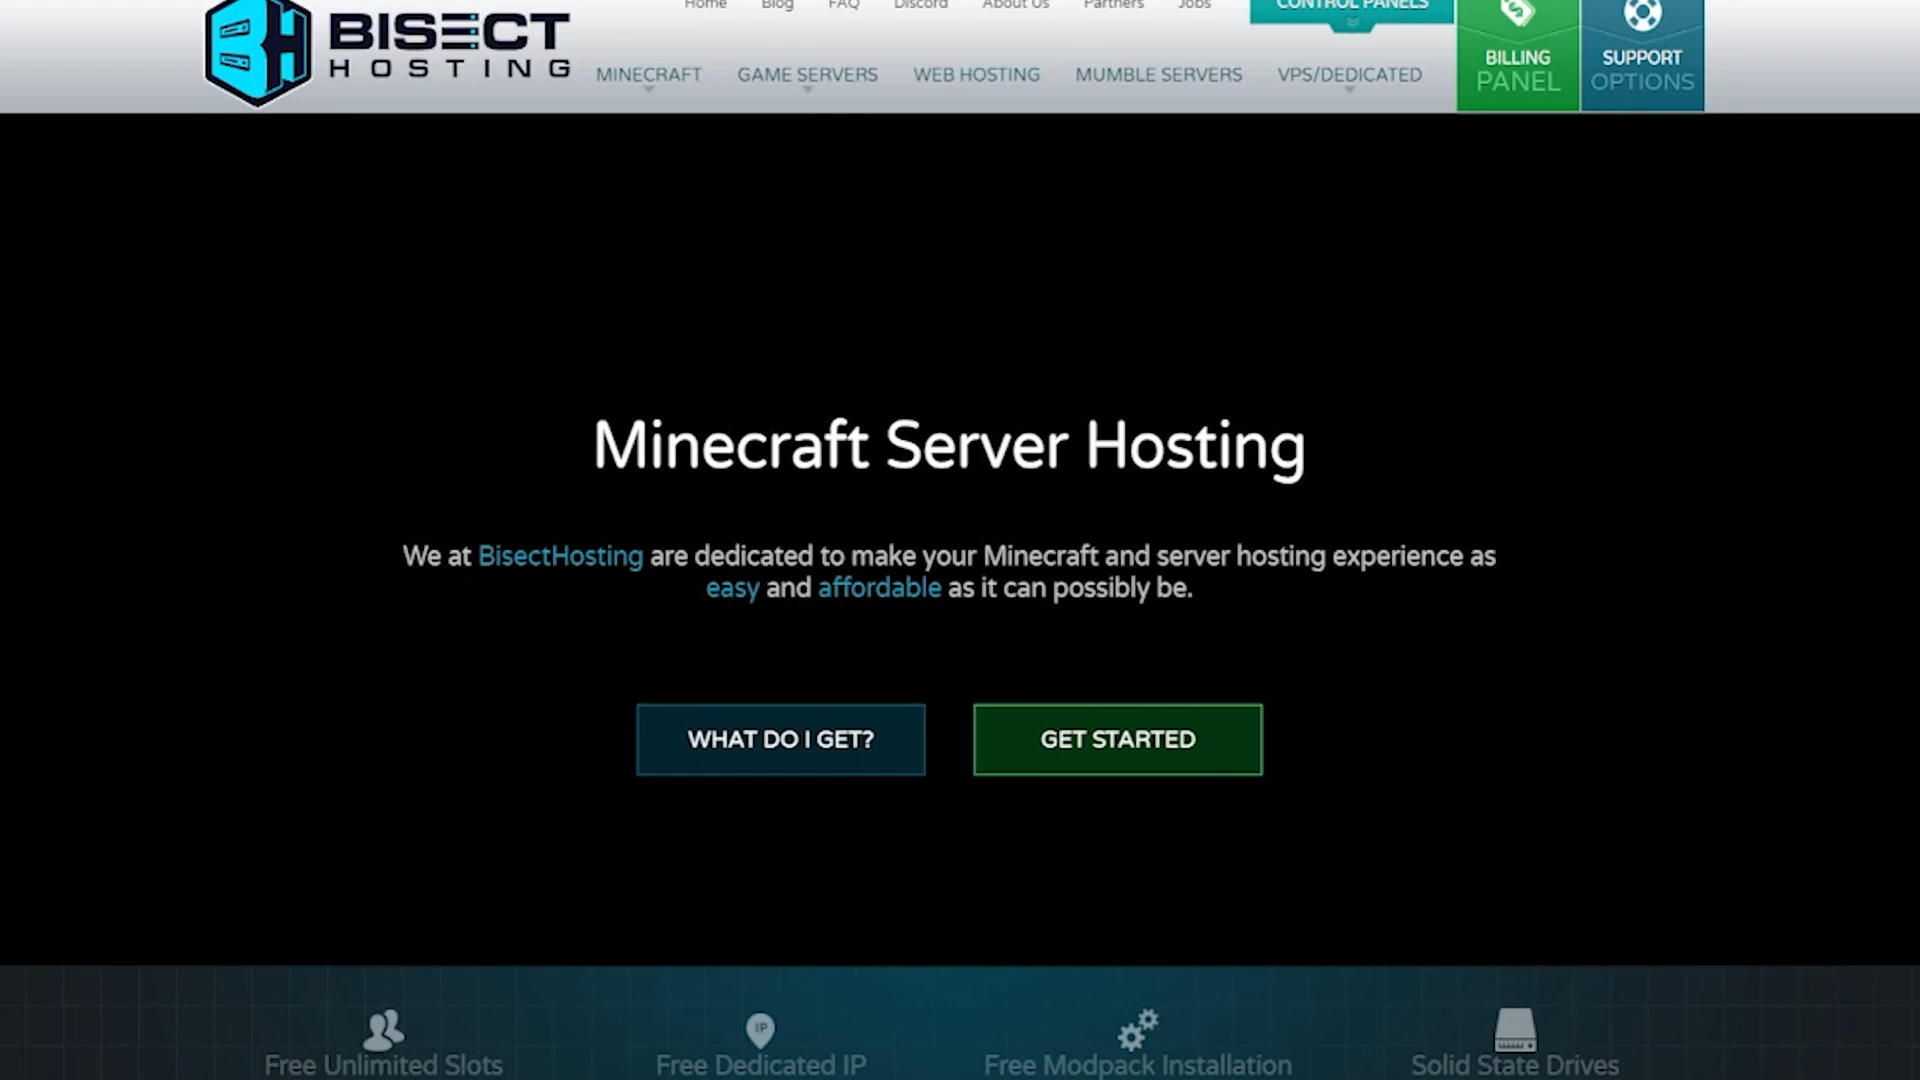 Home Blog FAQ Discord About Us Partners Jobs CONTROL PANELS
BISECT
HOSTING
MINECRAFT GAME SERVERS WEB HOSTING MUMBLE SERVERS VPS/DEDICATED
BILLING
PANEL
SUPPORT
OPTIONS
Minecraft Server Hosting
We at BisectHosting are dedicated to make your Minecraft and server hosting experience as
easy and affordable as it can possibly be.
WHAT DO I GET? GET STARTED
IP
Free Unlimited Slots Free Dedicated IP Free Modpack Installation Solid State Drives